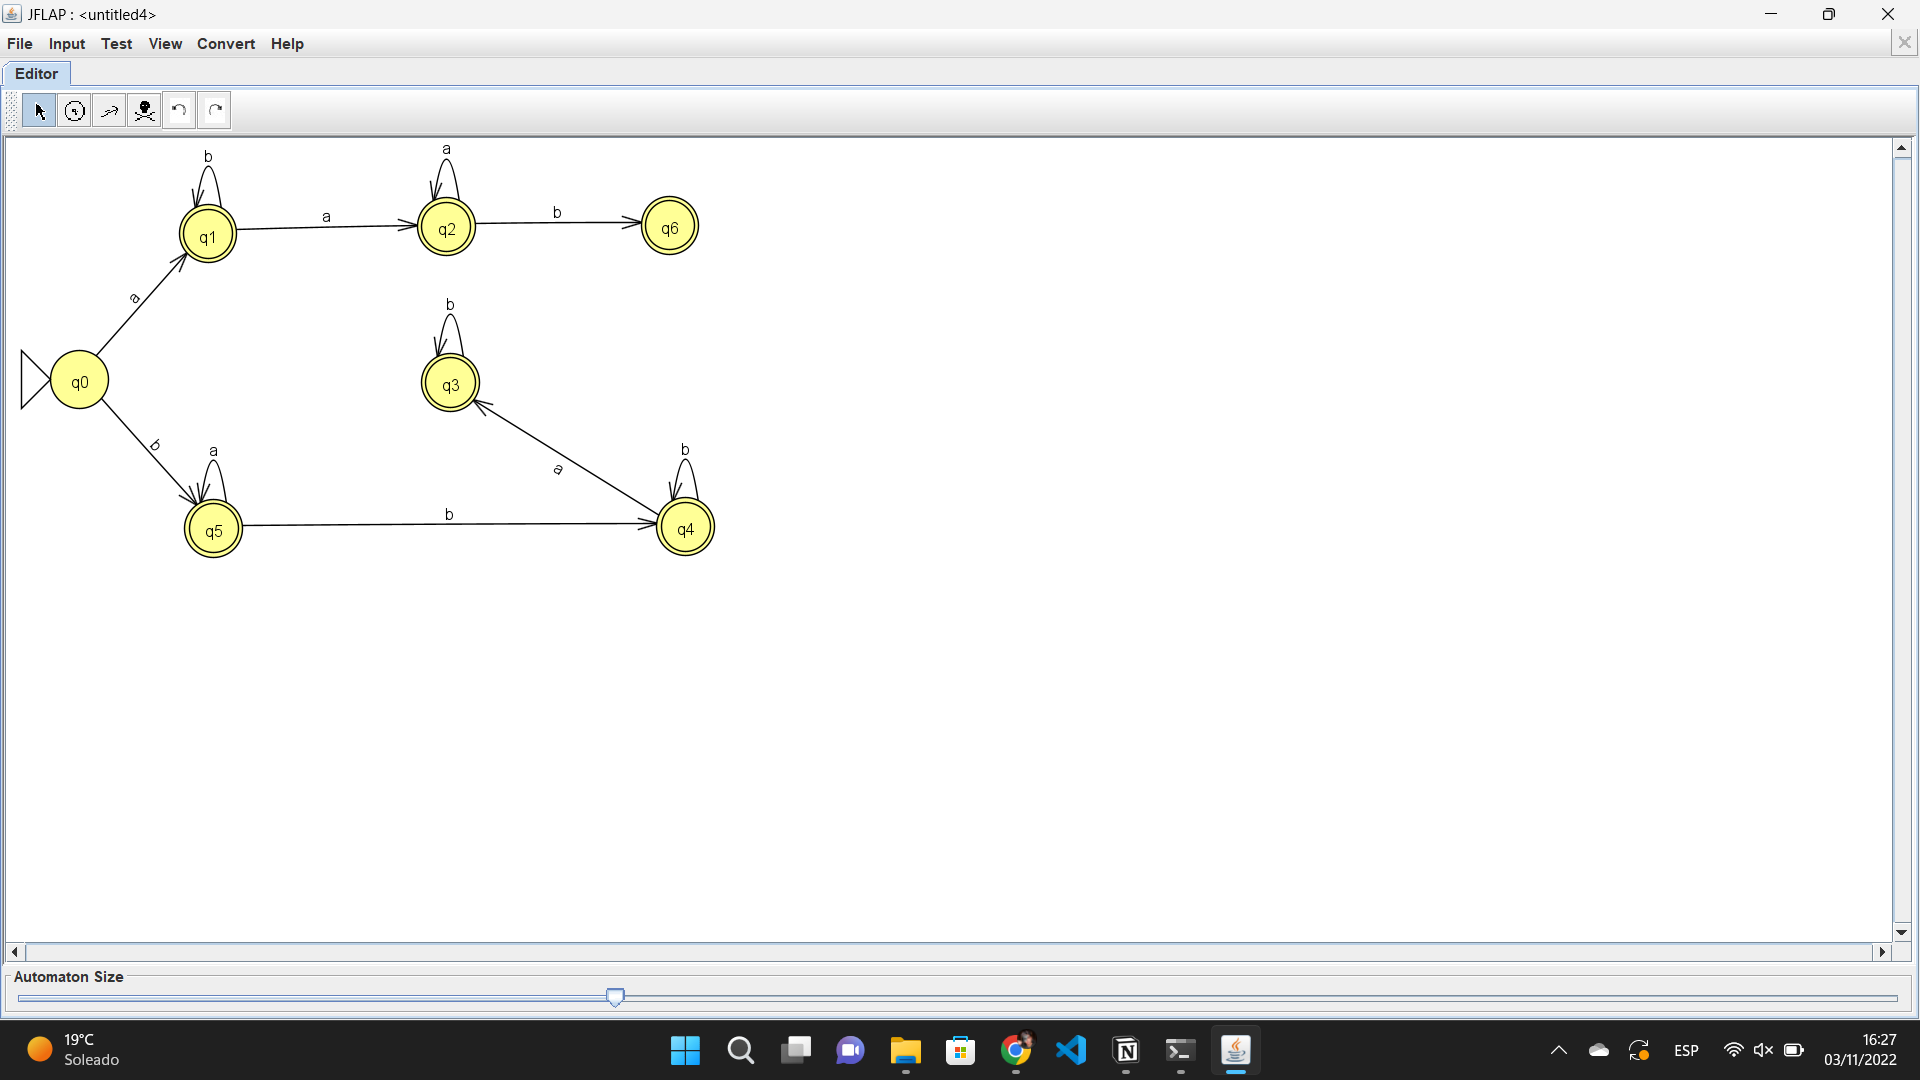 JFLAP : <untitled4>
File Input Test View Convert Help
Editor
b
a
q1
a
q2
b
q6
a
b
q0
q3
b
a
a
b
q5
b
q4
Automaton Size
19°C
Soleado
ESP
16:27
03/11/2022